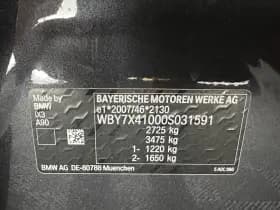 Made by BAYERISCHE MOTOREN WERKE AG
BMWi e1*2007/46*2130
iX3 WBY7X41000S031591
A90 2725 kg
3475 kg
1- 1220 kg
2- 1650 kg
BMW AG DE-80788 Muenchen